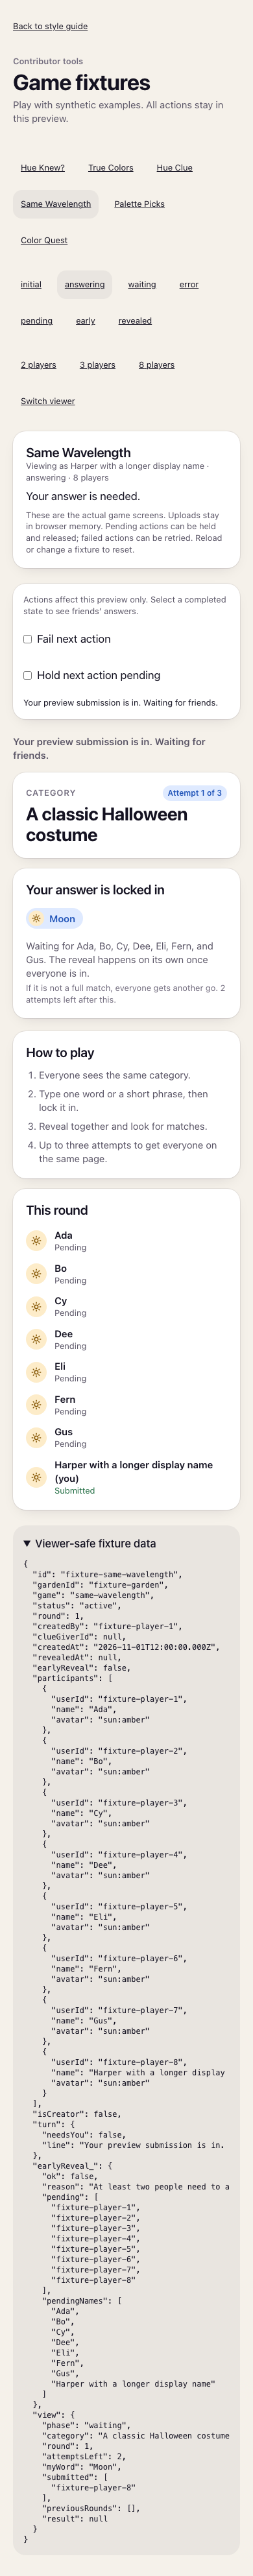 Back to style guide
Contributor tools
Game fixtures
Play with synthetic examples. All actions stay in
this preview.
Hue Knew?
True Colors
Hue Clue
Same Wavelength
Palette Picks
Color Quest
initial
answering
waiting
error
pending
early
revealed
2 players
3 players
8 players
Switch viewer
Same Wavelength
Viewing as Harper with a longer display name ·
answering · 8 players
Your answer is needed.
These are the actual game screens. Uploads stay
in browser memory. Pending actions can be held
and released; failed actions can be retried. Reload
or change a fixture to reset.
Actions affect this preview only. Select a completed
state to see friends' answers.
Fail next action
Hold next action pending
Your preview submission is in. Waiting for friends.
Your preview submission is in. Waiting for
friends.
CATEGORY
Attempt 1 of 3
A classic Halloween
costume
Your answer is locked in
Moon
Waiting for Ada, Bo, Cy, Dee, Eli, Fern, and
Gus. The reveal happens on its own once
everyone is in.
If it is not a full match, everyone gets another go. 2
attempts left after this.
How to play
1. Everyone sees the same category.
2. Type one word or a short phrase, then
lock it in.
3. Reveal together and look for matches.
4. Up to three attempts to get everyone on
the same page.
This round
Ada
Pending
Bo
Pending
Cy
Pending
Dee
Pending
Eli
Pending
Fern
Pending
Gus
Pending
Harper with a longer display name
(you)
Submitted
▼ Viewer-safe fixture data
{
"id": "fixture-same-wavelength",
"gardenId": "fixture-garden",
"game": "same-wavelength",
"status": "active",
"round": 1,
"createdBy": "fixture-player-1",
"clueGiverId": null,
"createdAt": "2026-11-01T12:00:00.000Z",
"revealedAt": null,
"earlyReveal": false,
"participants": [
{
"userId": "fixture-player-1",
"name": "Ada",
"avatar": "sun:amber"
},
{
"userId": "fixture-player-2",
"name": "Bo",
"avatar": "sun:amber"
},
{
"userId": "fixture-player-3",
"name": "Cy",
"avatar": "sun:amber"
},
{
"userId": "fixture-player-4",
"name": "Dee",
"avatar": "sun:amber"
},
{
"userId": "fixture-player-5",
"name": "Eli",
"avatar": "sun:amber"
},
{
"userId": "fixture-player-6",
"name": "Fern",
"avatar": "sun:amber"
},
{
"userId": "fixture-player-7",
"name": "Gus",
"avatar": "sun:amber"
},
{
"userId": "fixture-player-8",
"name": "Harper with a longer display
"avatar": "sun:amber"
}
],
"isCreator": false,
"turn": {
"needsYou": false,
"line": "Your preview submission is in.
},
"earlyReveal_": {
"ok": false,
"reason": "At least two people need to a
"pending": [
"fixture-player-1",
"fixture-player-2",
"fixture-player-3",
"fixture-player-4",
"fixture-player-5",
"fixture-player-6",
"fixture-player-7",
"fixture-player-8"
],
"pendingNames": [
"Ada",
"Bo",
"Cy",
"Dee",
"Eli",
"Fern",
"Gus",
"Harper with a longer display name"
]
},
"view": {
"phase": "waiting",
"category": "A classic Halloween costume
"round": 1,
"attemptsLeft": 2,
"myWord": "Moon",
"submitted": [
"fixture-player-8"
],
"previousRounds": [],
"result": null
}
}